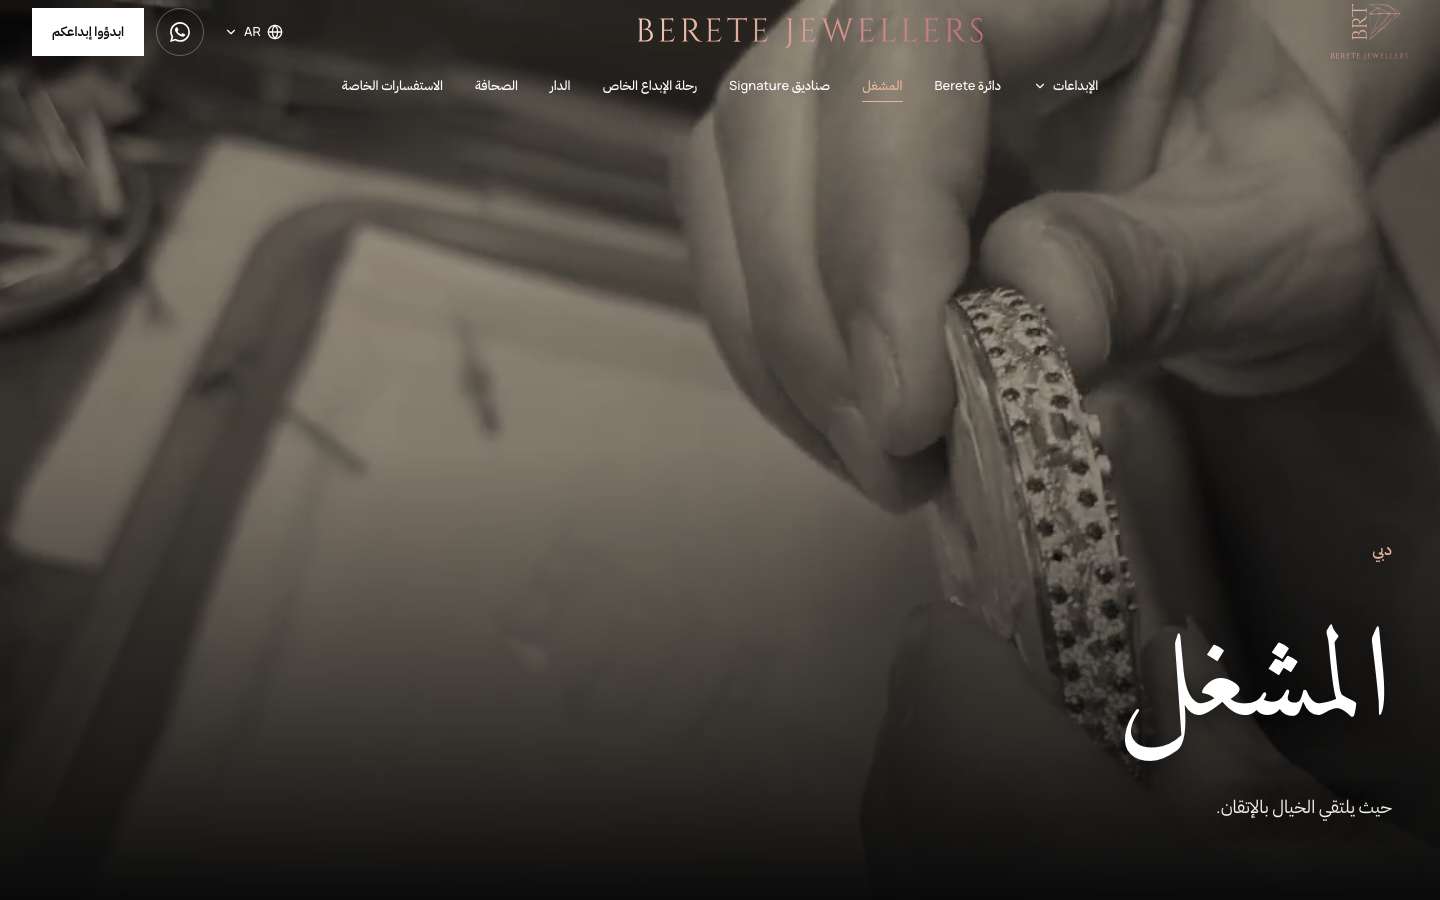 BRT
BERETE JEWELLERS
BERETE JEWELLERS
AR
ابدؤوا إبداعكم
الإبداعات
دائرة Berete
المشغل
صناديق Signature
رحلة الإبداع الخاص
الدار
الصحافة
الاستفسارات الخاصة
دبي
المشغل
حيث يلتقي الخيال بالإتقان.